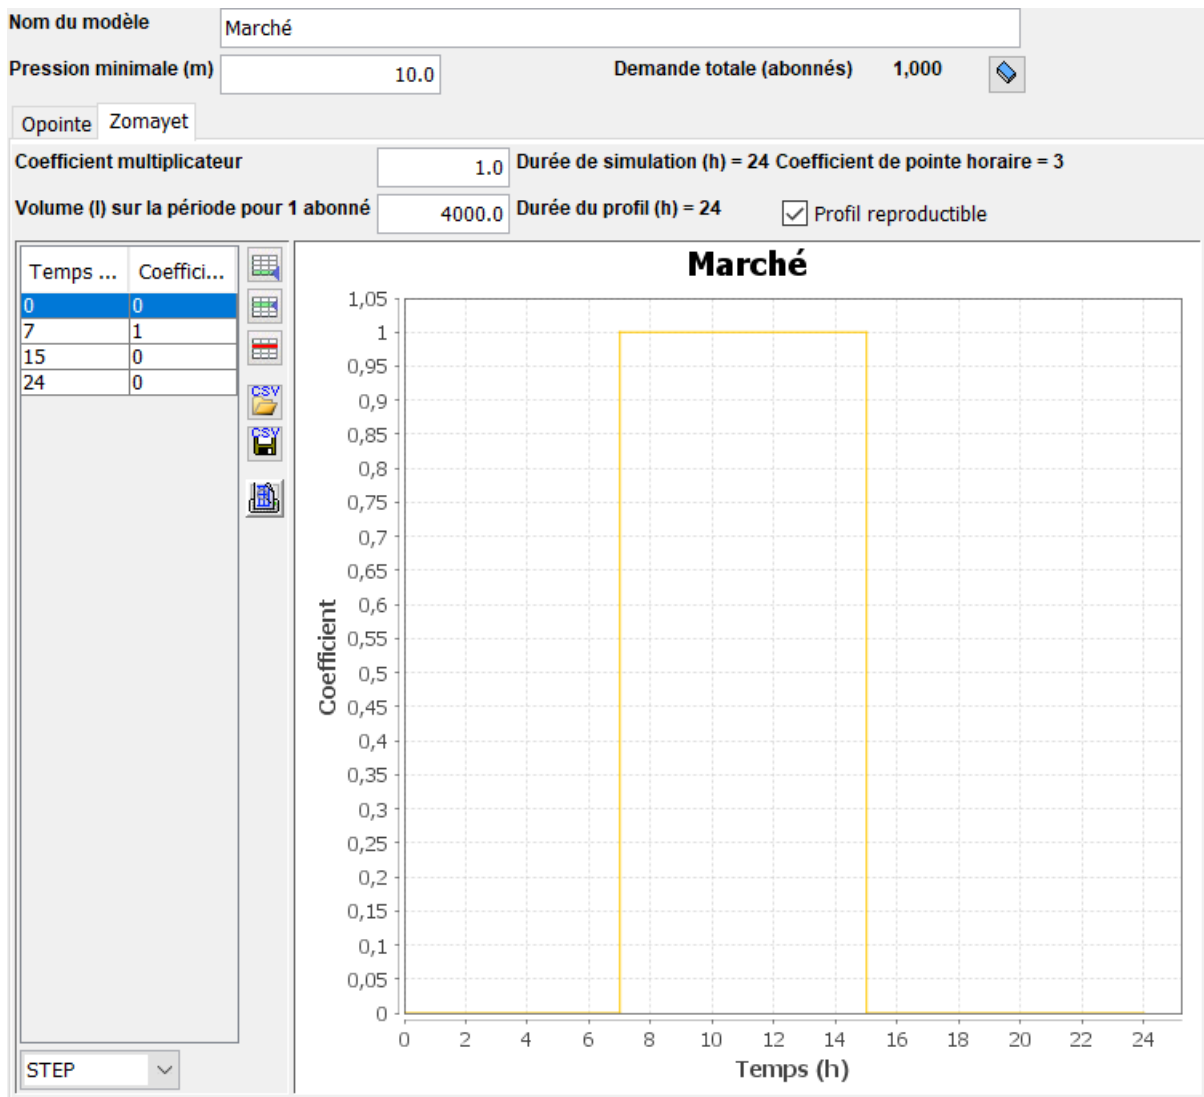 Nom du modèle Marché
Pression minimale (m) 10.0 Demande totale (abonnés) 1,000
Opointe Zomayet
Coefficient multiplicateur 1.0 Durée de simulation (h) = 24 Coefficient de pointe horaire = 3
Volume (l) sur la période pour 1 abonné 4000.0 Durée du profil (h) = 24 Profil reproductible
Temps ... Coeffici...
0 0
7 1
15 0
24 0
CSV
CSV
STEP
Marché
1,05
1
0,95
0,9
0,85
0,8
0,75
0,7
0,65
0,6
0,55
0,5
0,45
0,4
0,35
0,3
0,25
0,2
0,15
0,1
0,05
0
Coefficient
0 2 4 6 8 10 12 14 16 18 20 22 24
Temps (h)